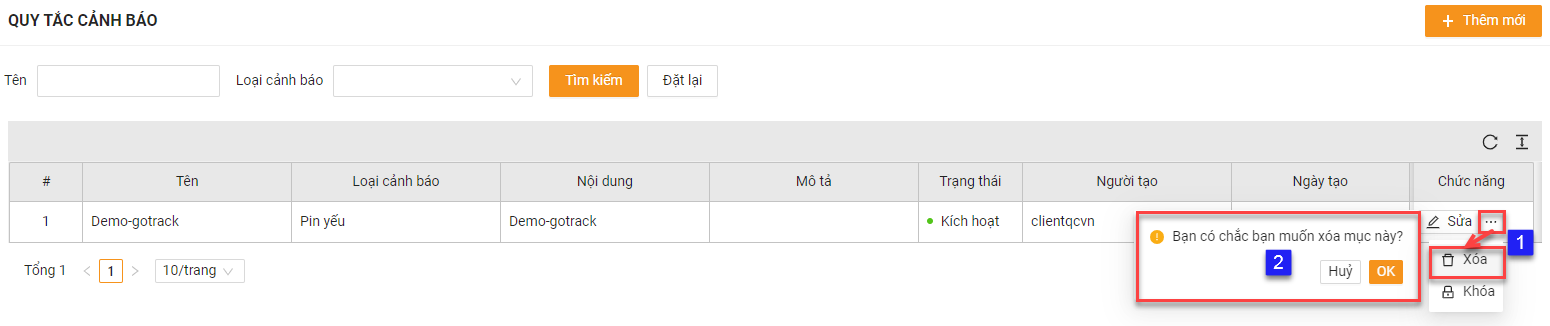 QUY TẮC CẢNH BÁO
+ Thêm mới
Tên Loại cảnh báo Tìm kiếm Đặt lại
# Tên Loại cảnh báo Nội dung Mô tả Trạng thái Người tạo Ngày tạo Chức năng
1 Demo-gotrack Pin yếu Demo-gotrack Kích hoạt clientqcvn Sửa ...
Bạn có chắc bạn muốn xóa mục này? 1
2 Xóa
Tổng 1 < 1 > 10/trang Huỷ OK
Khóa